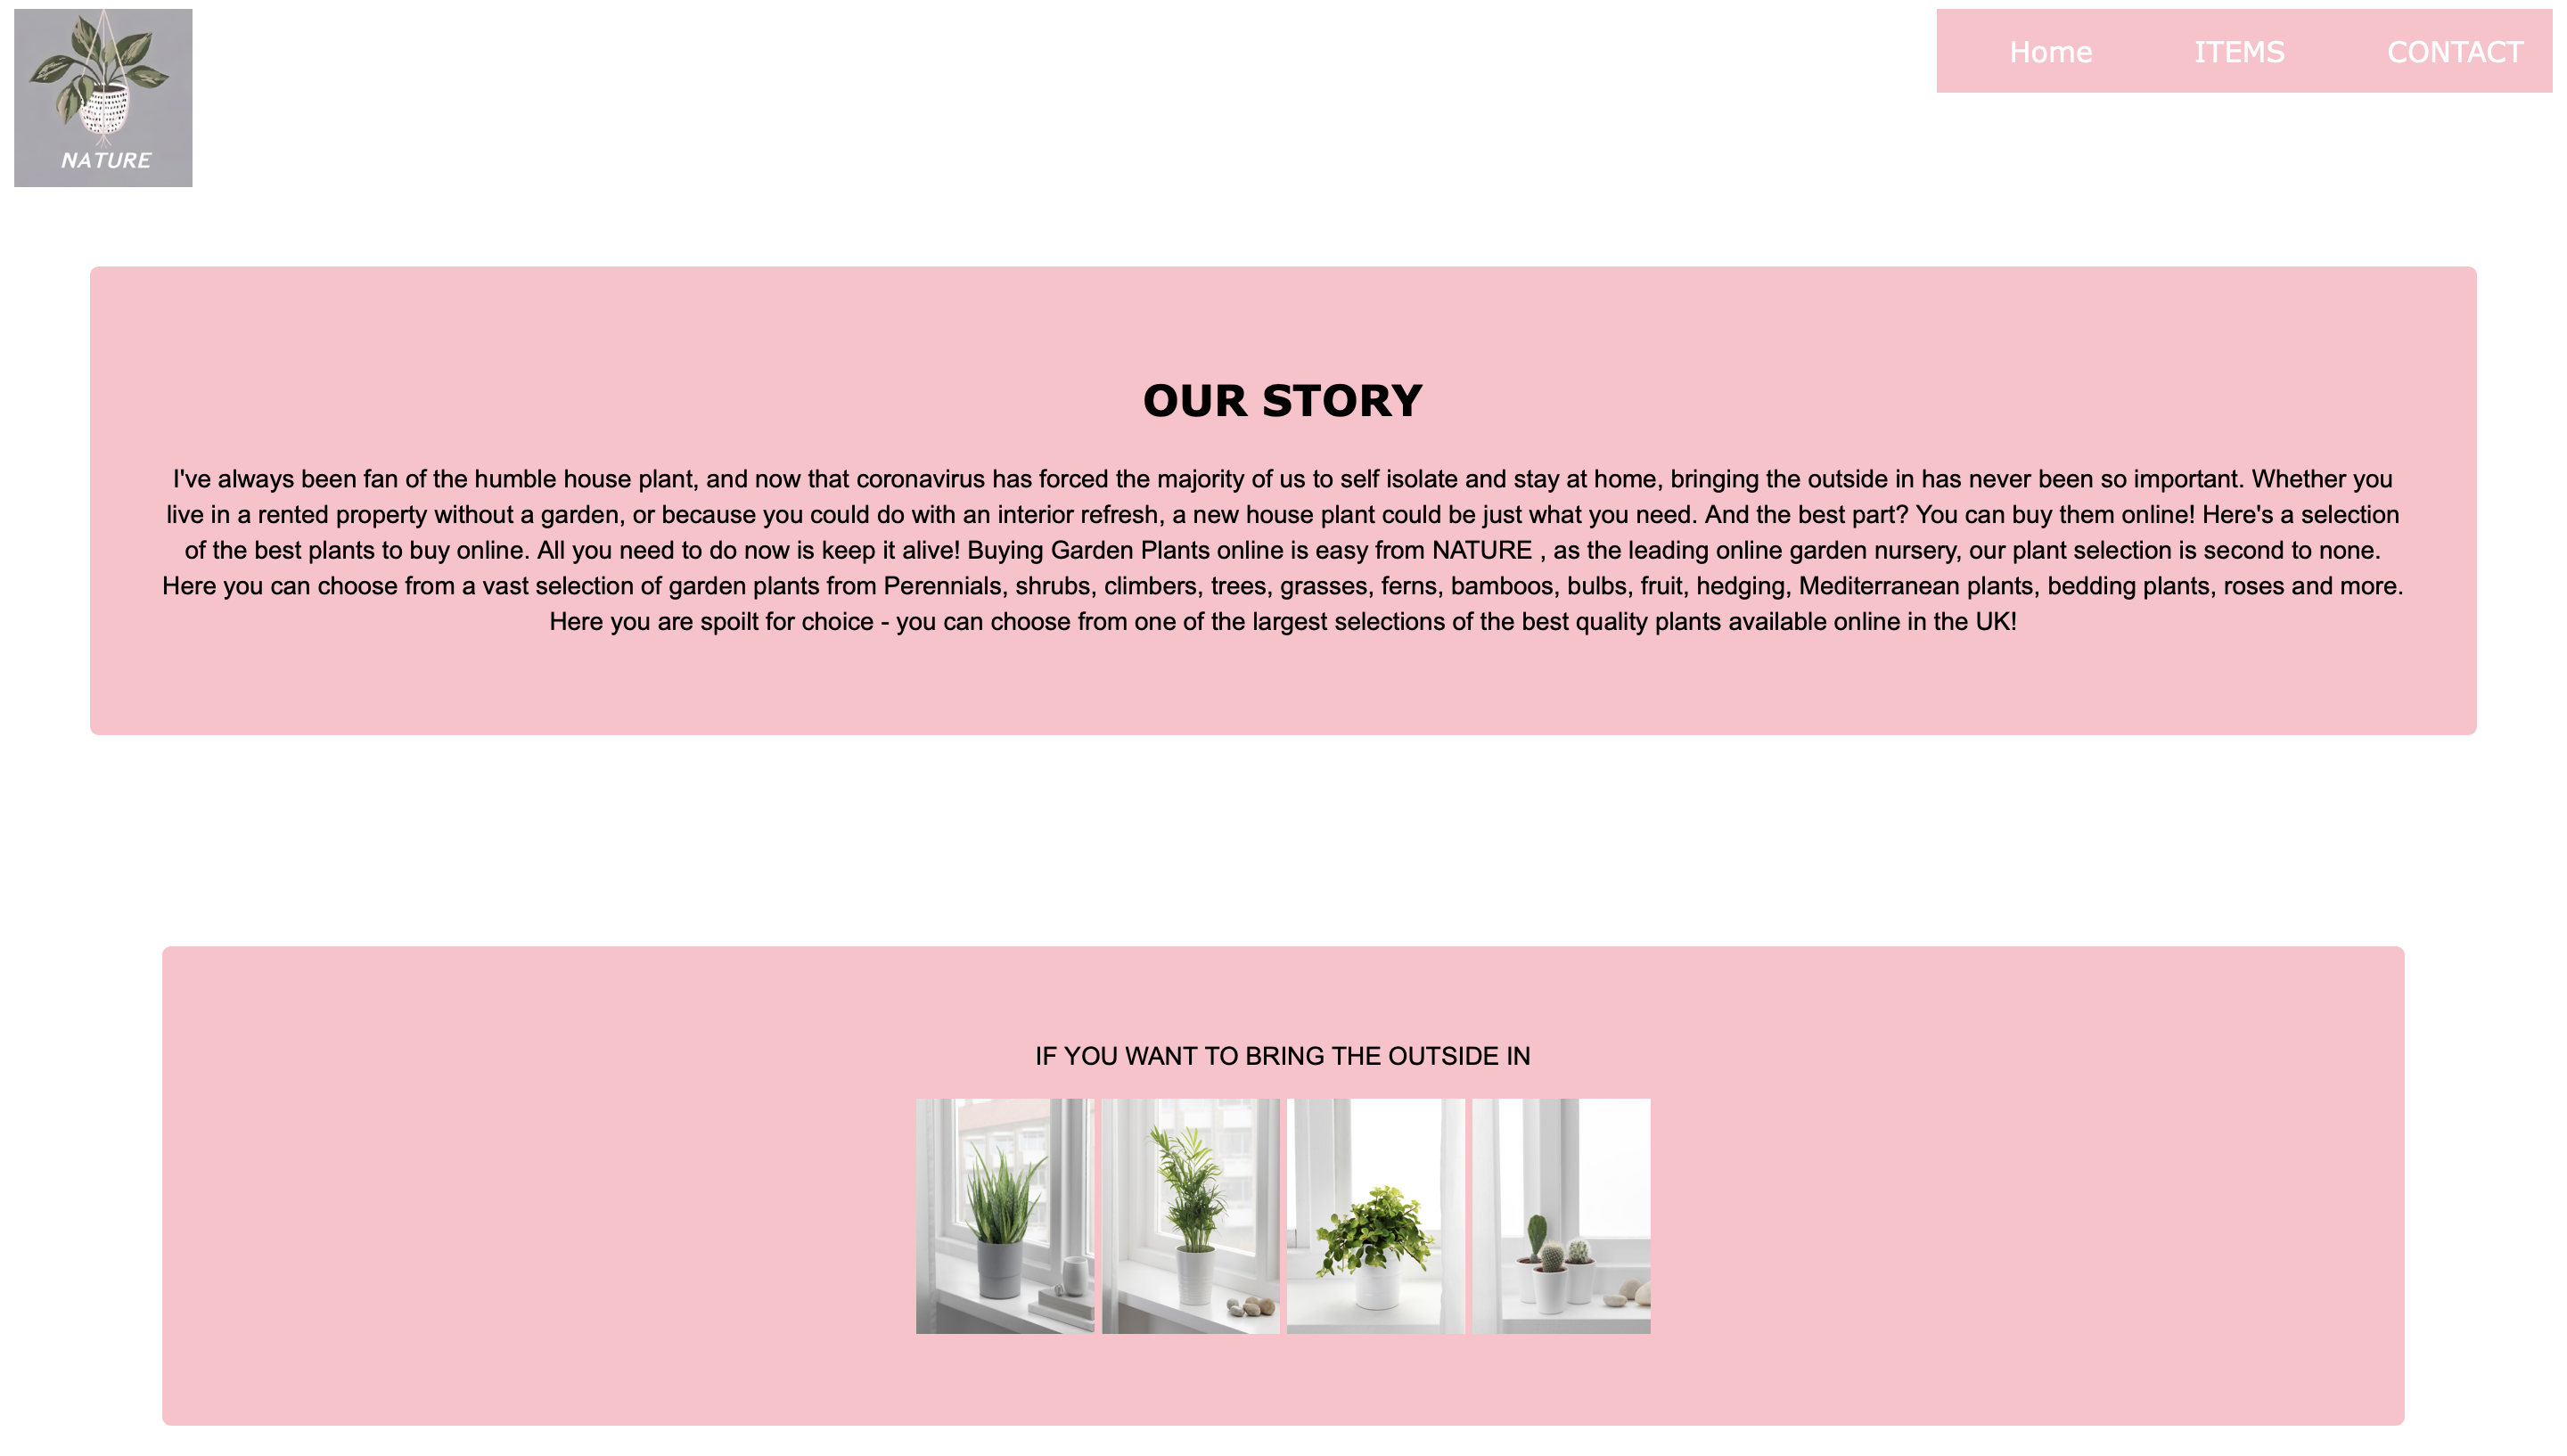 NATURE
Home ITEMS CONTACT
OUR STORY
I've always been fan of the humble house plant, and now that coronavirus has forced the majority of us to self isolate and stay at home, bringing the outside in has never been so important. Whether you
live in a rented property without a garden, or because you could do with an interior refresh, a new house plant could be just what you need. And the best part? You can buy them online! Here's a selection
of the best plants to buy online. All you need to do now is keep it alive! Buying Garden Plants online is easy from NATURE , as the leading online garden nursery, our plant selection is second to none.
Here you can choose from a vast selection of garden plants from Perennials, shrubs, climbers, trees, grasses, ferns, bamboos, bulbs, fruit, hedging, Mediterranean plants, bedding plants, roses and more.
Here you are spoilt for choice - you can choose from one of the largest selections of the best quality plants available online in the UK!
IF YOU WANT TO BRING THE OUTSIDE IN